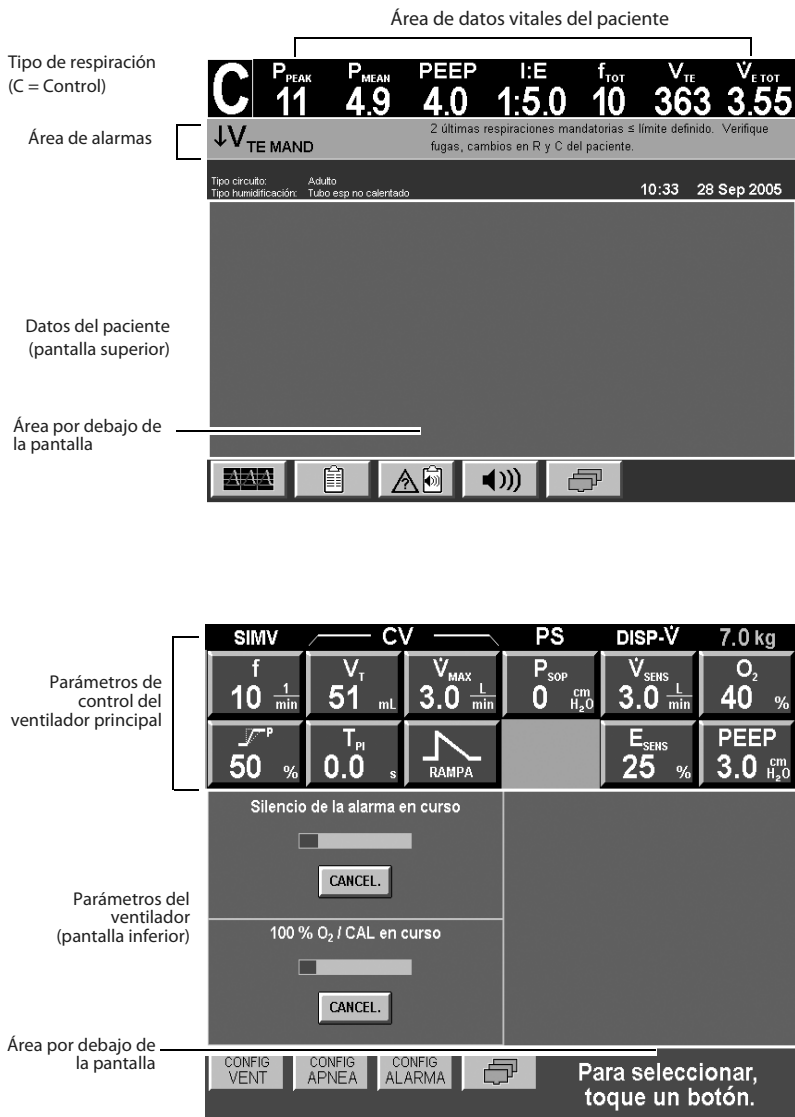 Área de datos vitales del paciente
Tipo de respiración
(C = Control)
C
PPEAK PMEAN PEEP I:E fTOT VTE V̇E TOT
11 4.9 4.0 1:5.0 10 363 3.55
Área de alarmas
↓VTE MAND
2 últimas respiraciones mandatorias ≤ límite definido. Verifique
fugas, cambios en R y C del paciente.
Tipo circuito: Adulto
Tipo humidificación: Tubo esp no calentado
10:33 28 Sep 2005
Datos del paciente
(pantalla superior)
Área por debajo de
la pantalla
SIMV CV PS DISP-V̇ 7.0 kg
Parámetros de
control del
ventilador principal
f VT V̇MAX PSOP V̇SENS O2
10 1/min 51 mL 3.0 L/min 0 cm H2O 3.0 L/min 40 %
P TPI ESENS PEEP
50 % 0.0 s RAMPA 25 % 3.0 cm H2O
Silencio de la alarma en curso
CANCEL.
Parámetros del
ventilador
(pantalla inferior)
100 % O2 / CAL en curso
CANCEL.
Área por debajo de
la pantalla
CONFIG VENT
CONFIG APNEA
CONFIG ALARMA
Para seleccionar,
toque un botón.